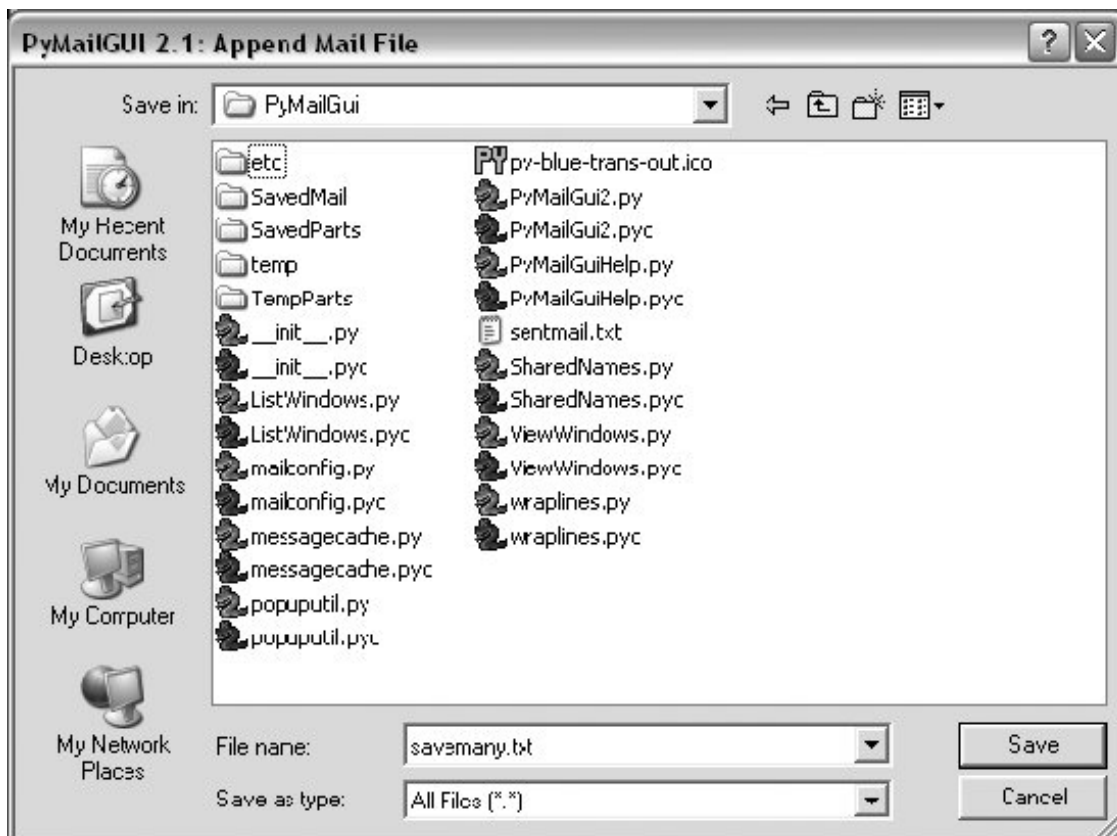 PyMailGUI 2.1: Append Mail File
Save in:
PyMailGui
My Recent
Documents
Desktop
My Documents
My Computer
My Network
Places
etc
SavedMail
SavedParts
temp
TempParts
__init__.py
__init__.pyc
ListWindows.py
ListWindows.pyc
mailconfig.py
mailconfig.pyc
messagecache.py
messagecache.pyc
popuputil.py
popuputil.pyc
PY
py-blue-trans-out.ico
PyMailGui2.py
PyMailGui2.pyc
PyMailGuiHelp.py
PyMailGuiHelp.pyc
sentmail.txt
SharedNames.py
SharedNames.pyc
ViewWindows.py
ViewWindows.pyc
wraplines.py
wraplines.pyc
File name:
savemany.txt
Save
Save as type:
All Files (*.*)
Cancel